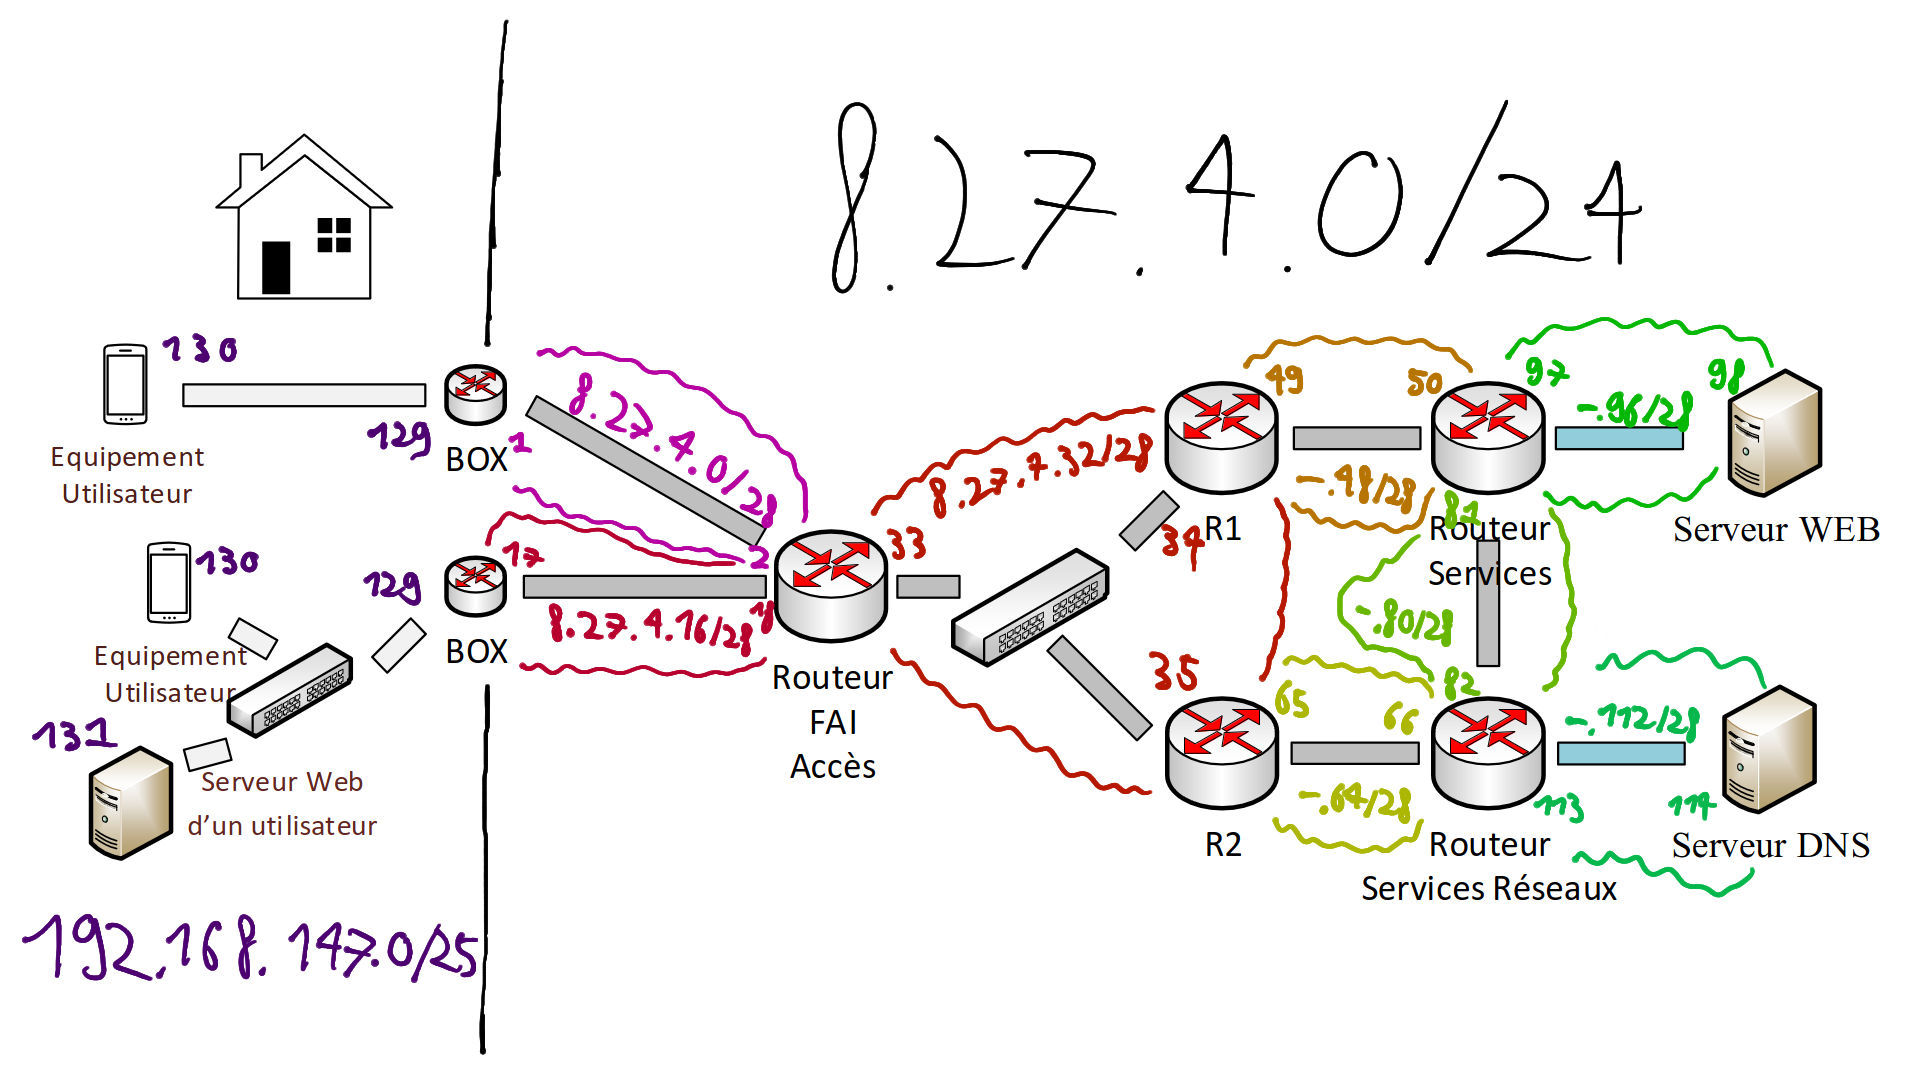 8.27.4.0/24
130
Equipement
Utilisateur
129
BOX
1
8.27.4.0/28
2
130
Equipement
Utilisateur
129
BOX
17
8.27.4.16/28
18
131
Serveur Web
d'un utilisateur
192.168.147.0/25
Routeur
FAI
Accès
33
8.27.4.32/28
34
R1
49
50
-.48/28
Routeur
Services
97
98
-.96/28
Serveur WEB
81
-.80/28
82
35
R2
65
66
-.64/28
Routeur
Services Réseaux
-.112/28
113
114
Serveur DNS